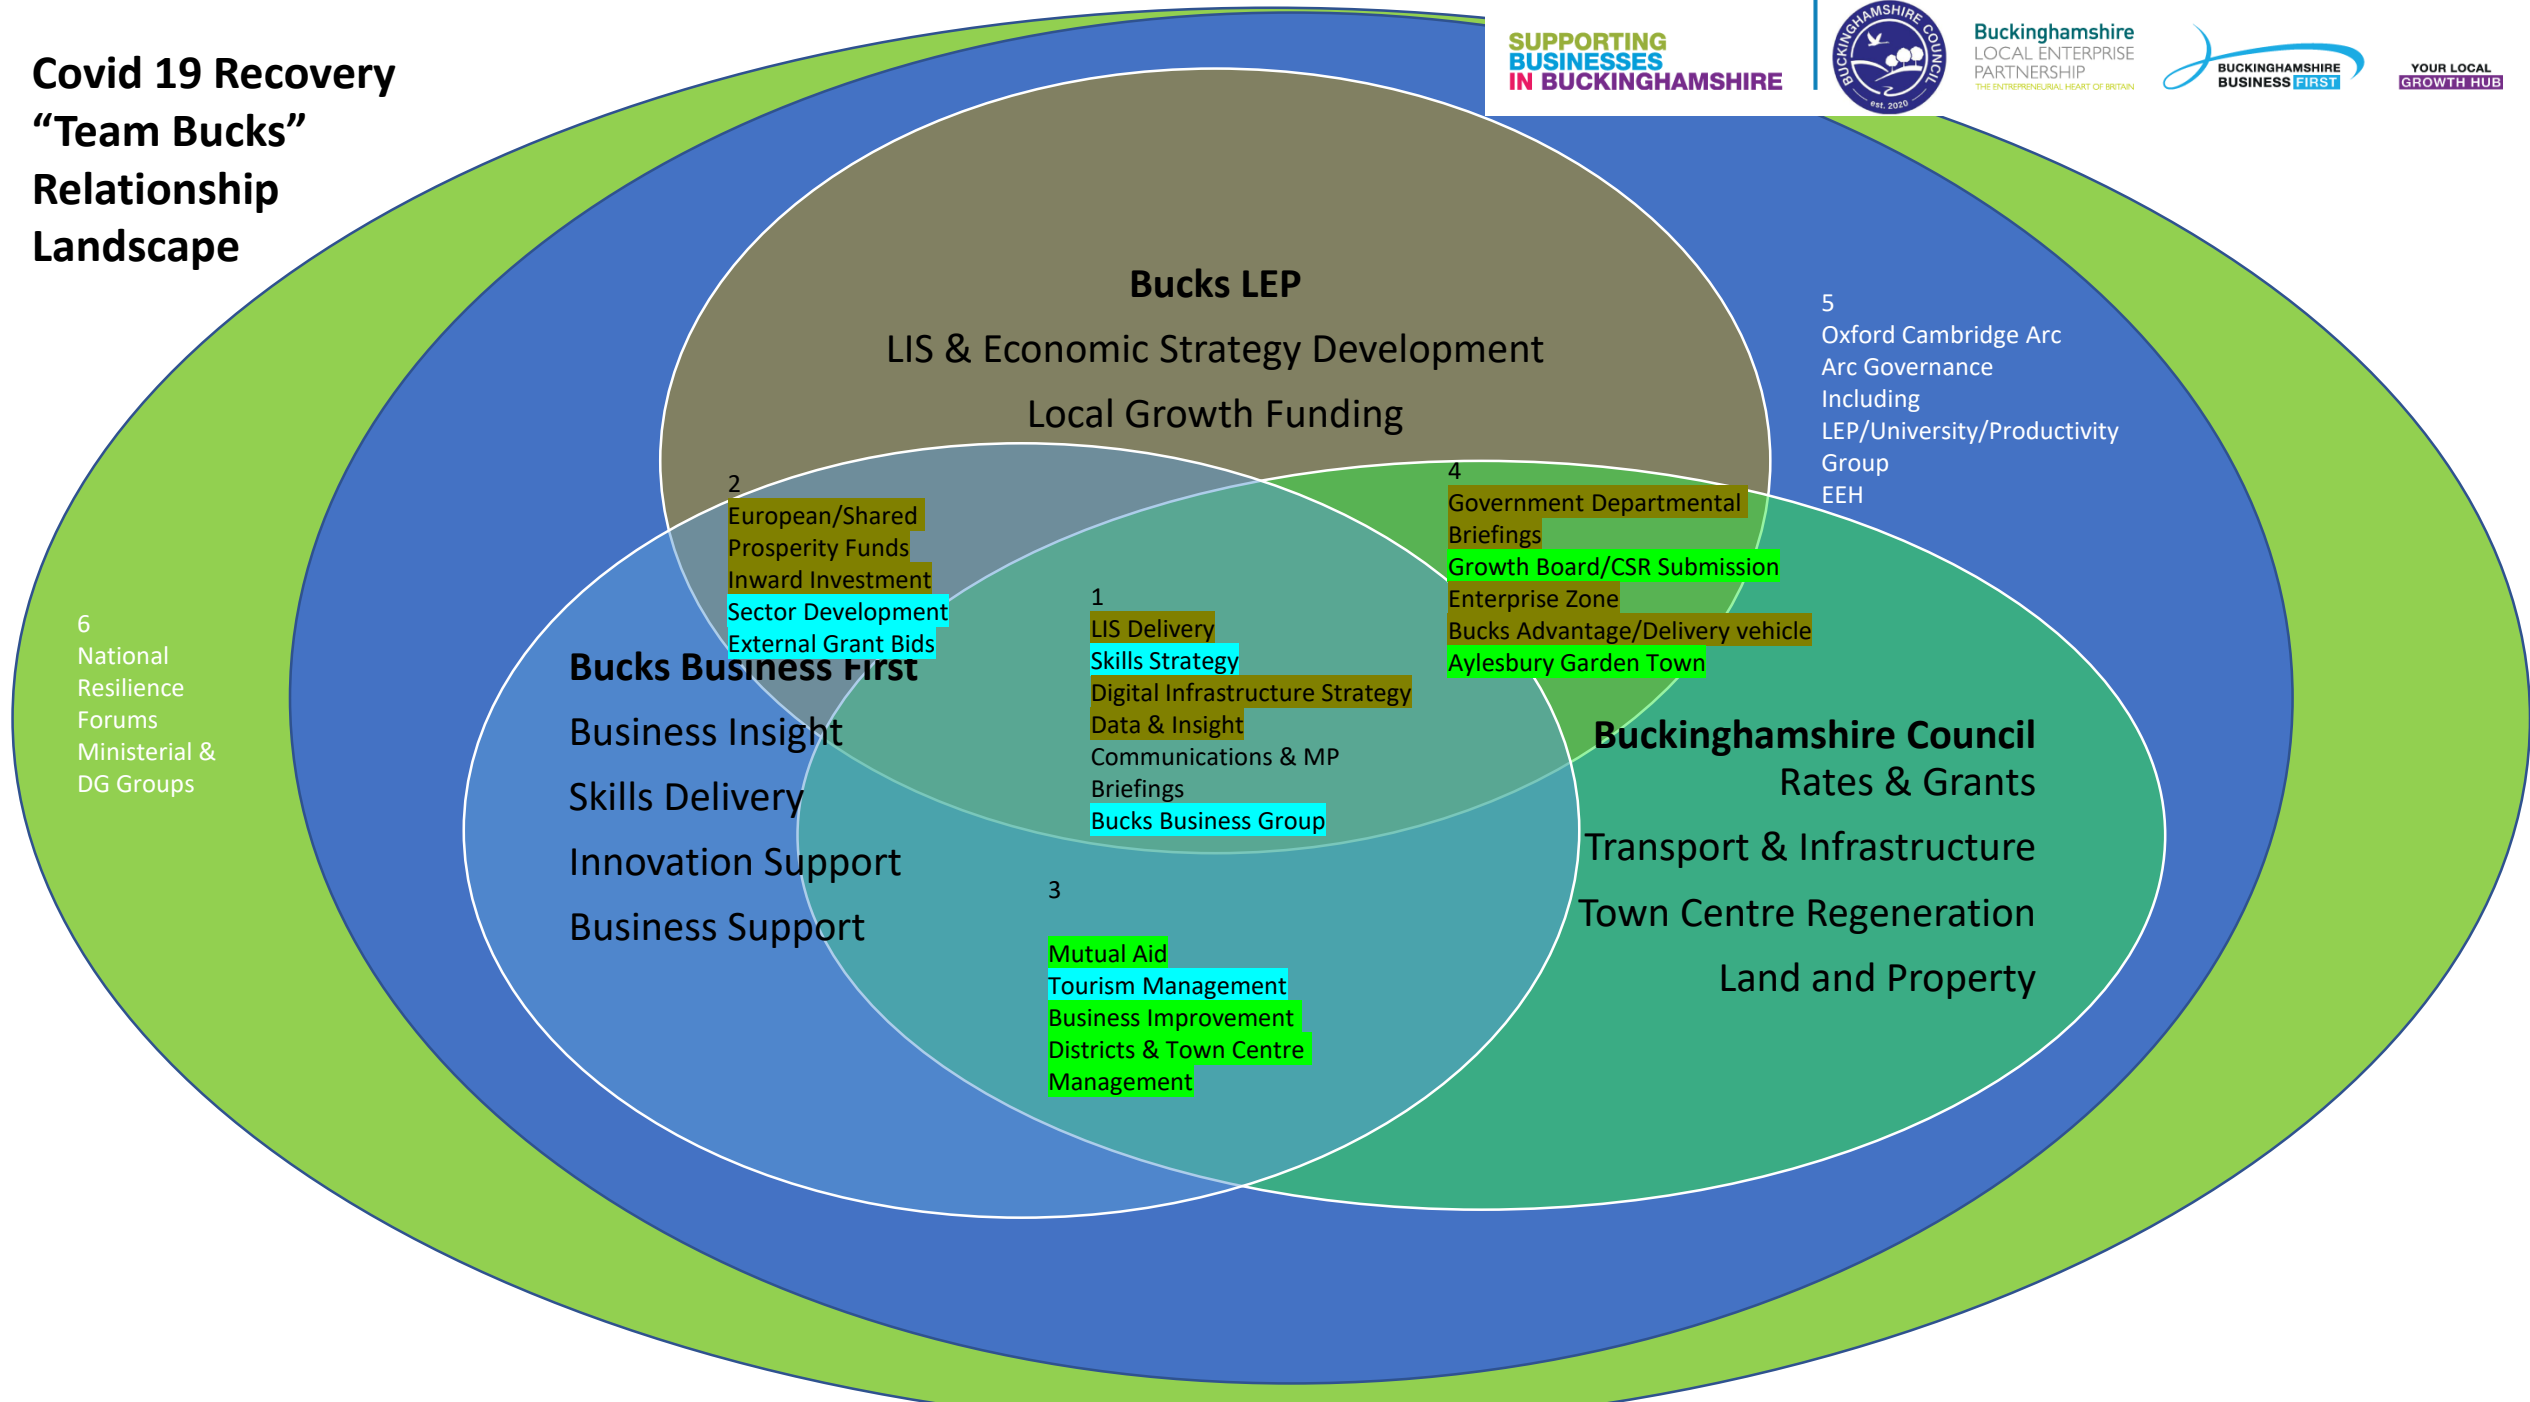 Covid 19 Recovery
“Team Bucks”
Relationship
Landscape
SUPPORTING
BUSINESSES
IN BUCKINGHAMSHIRE
BUCKINGHAMSHIRE COUNCIL
est. 2020
Buckinghamshire
LOCAL ENTERPRISE
PARTNERSHIP
THE ENTREPRENEURIAL HEART OF BRITAIN
BUCKINGHAMSHIRE
BUSINESS FIRST
YOUR LOCAL
GROWTH HUB
Bucks LEP
LIS & Economic Strategy Development
Local Growth Funding
5
Oxford Cambridge Arc
Arc Governance
Including
LEP/University/Productivity
Group
EEH
2
European/Shared
Prosperity Funds
Inward Investment
Sector Development
External Grant Bids
4
Government Departmental
Briefings
Growth Board/CSR Submission
Enterprise Zone
Bucks Advantage/Delivery vehicle
Aylesbury Garden Town
1
LIS Delivery
Skills Strategy
Digital Infrastructure Strategy
Data & Insight
Communications & MP
Briefings
Bucks Business Group
6
National
Resilience
Forums
Ministerial &
DG Groups
Bucks Business First
Business Insight
Skills Delivery
Innovation Support
Business Support
Buckinghamshire Council
Rates & Grants
Transport & Infrastructure
Town Centre Regeneration
Land and Property
3
Mutual Aid
Tourism Management
Business Improvement
Districts & Town Centre
Management